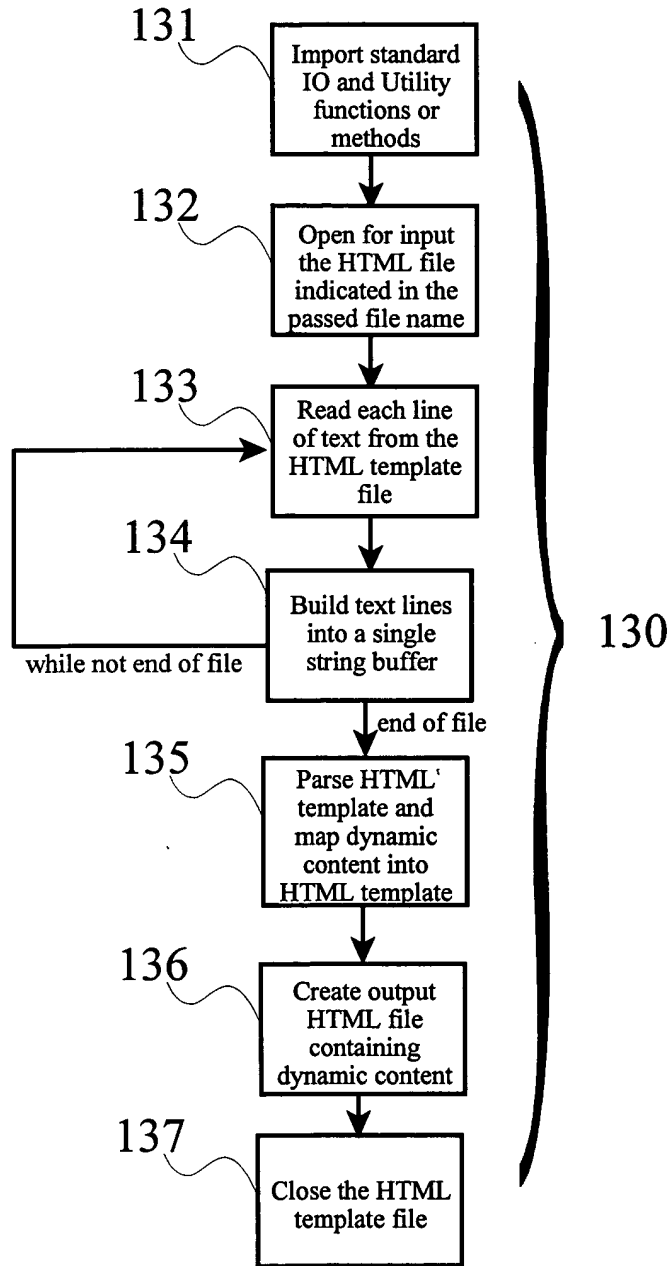 131
Import standard
IO and Utility
functions or
methods
132
Open for input
the HTML file
indicated in the
passed file name
133
Read each line
of text from the
HTML template
file
134
Build text lines
into a single
string buffer
130
while not end of file
end of file
135
Parse HTML
template and
map dynamic
content into
HTML template
136
Create output
HTML file
containing
dynamic content
137
Close the HTML
template file